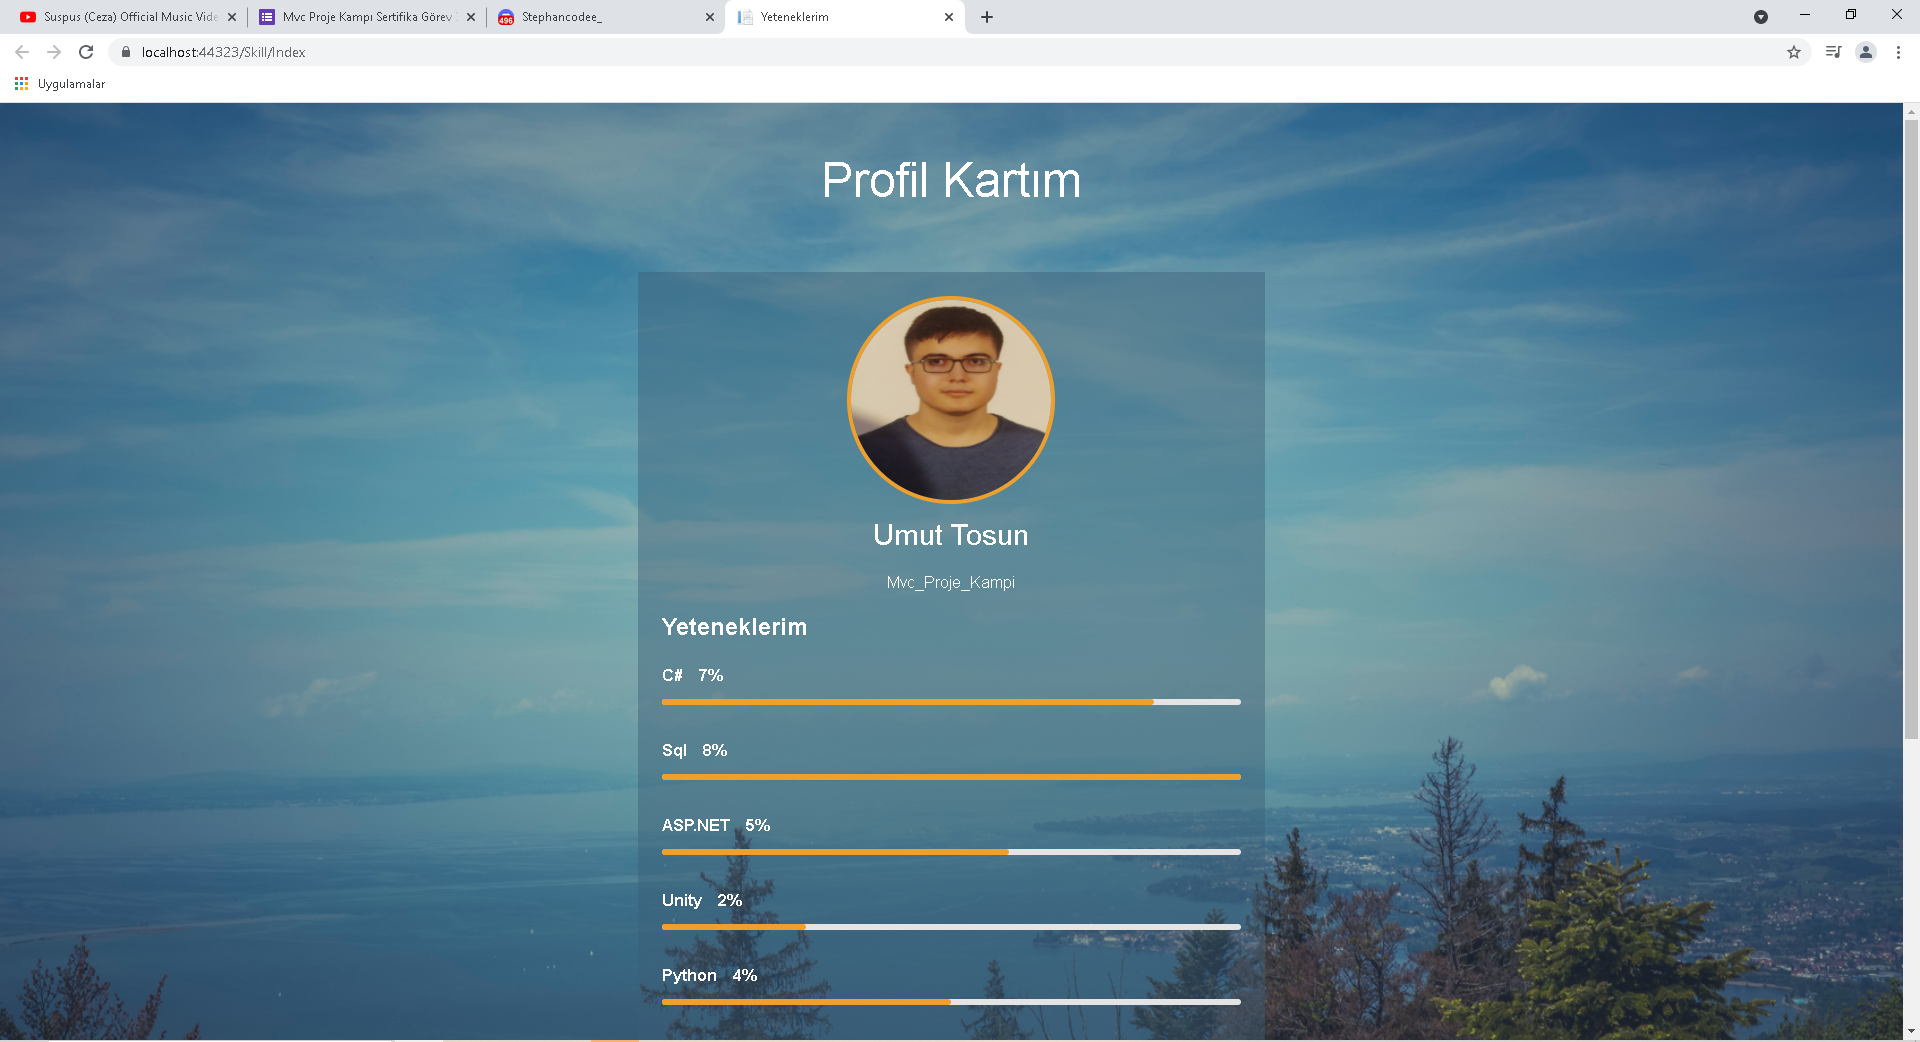 Suspus (Ceza) Official Music Vide
Mvc Proje Kampı Sertifika Görev
496
Stephancodee_
Yeteneklerim
localhost:44323/Skill/Index
Uygulamalar
Profil Kartım
Umut Tosun
Mvc_Proje_Kampi
Yeteneklerim
C# 7%
Sql 8%
ASP.NET 5%
Unity 2%
Python 4%